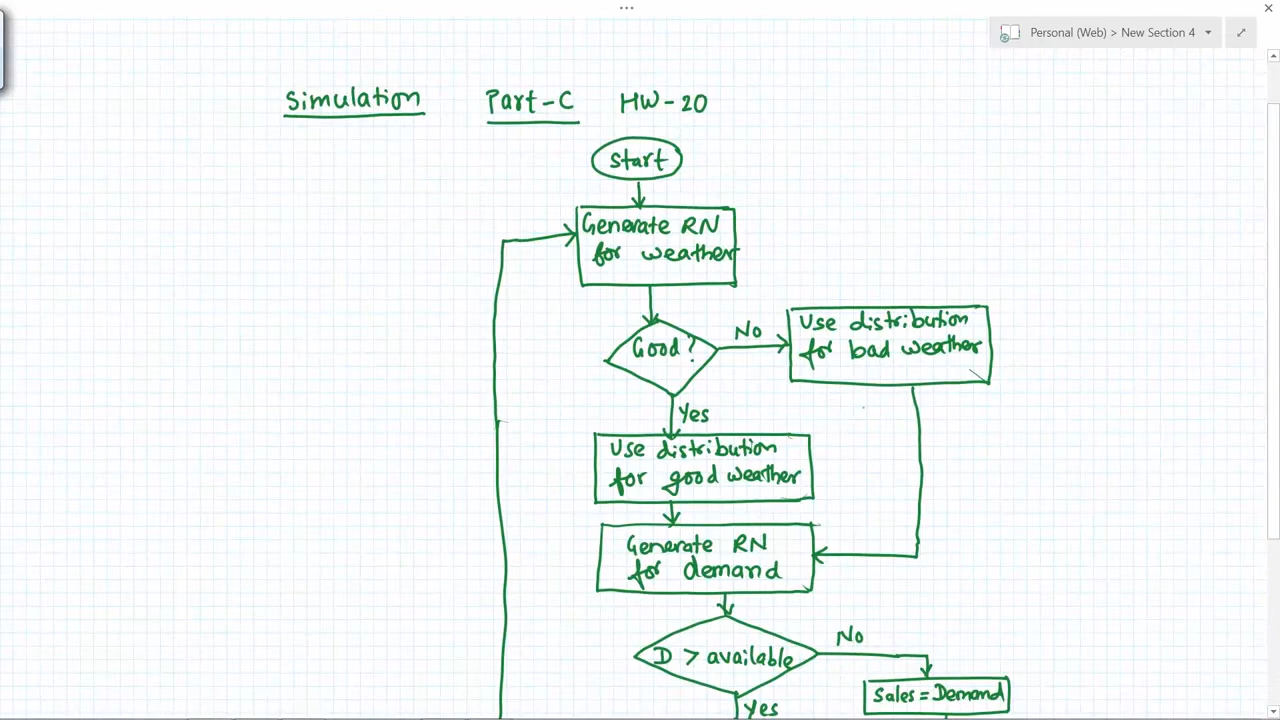 Personal (Web) > New Section 4
Simulation Part-C HW-20
Start
Generate RN
for weather
Good?
No
Use distribution
for bad weather
Yes
Use distribution
for good weather
Generate RN
for demand
D > available
No
Sales = Demand
Yes